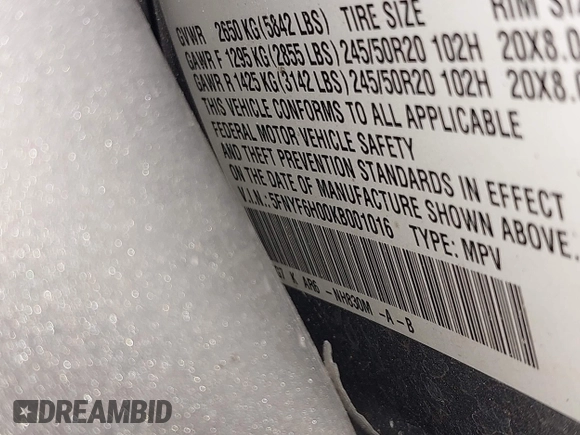 GVWR 2650 KG (5842 LBS) TIRE SIZE RIM
GAWR F 1295 KG (2855 LBS) 245/50R20 102H 20X8.0
GAWR R 1425 KG (3142 LBS) 245/50R20 102H 20X8.
THIS VEHICLE CONFORMS TO ALL APPLICABLE
FEDERAL MOTOR VEHICLE SAFETY
AND THEFT PREVENTION STANDARDS IN EFFECT
ON THE DATE OF MANUFACTURE SHOWN ABOVE.
V.I.N.: 5FNYF6H00KB001016 TYPE: MPV
K AR6 -NH830M -A-B
DREAMBID